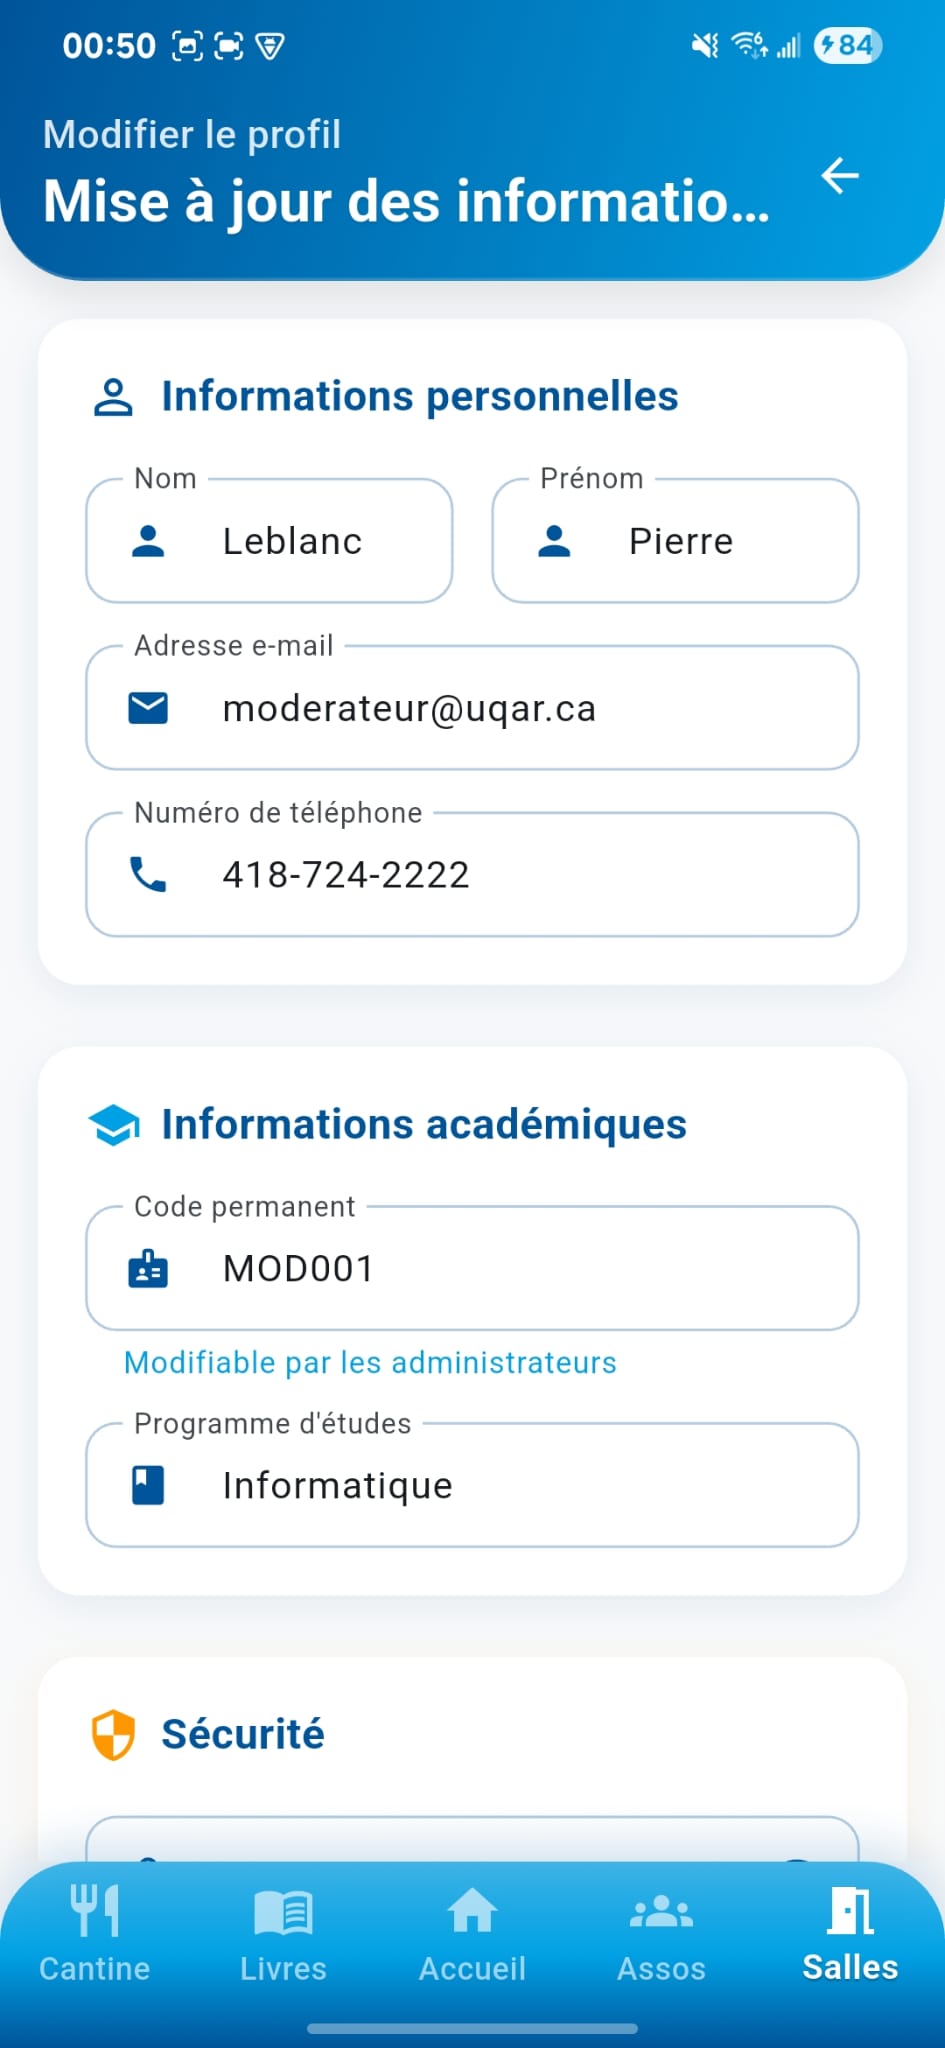 00:50
84
Modifier le profil
Mise à jour des informatio...
Informations personnelles
Nom
Leblanc
Prénom
Pierre
Adresse e-mail
moderateur@uqar.ca
Numéro de téléphone
418-724-2222
Informations académiques
Code permanent
MOD001
Modifiable par les administrateurs
Programme d'études
Informatique
Sécurité
Cantine
Livres
Accueil
Assos
Salles